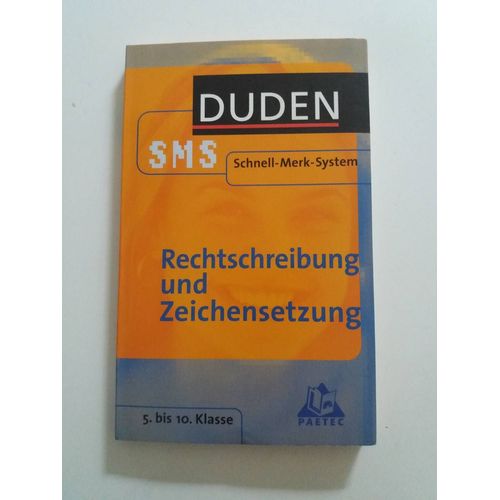 DUDEN
SMS
Schnell-Merk-System
Rechtschreibung
und
Zeichensetzung
5. bis 10. Klasse
PAETEC